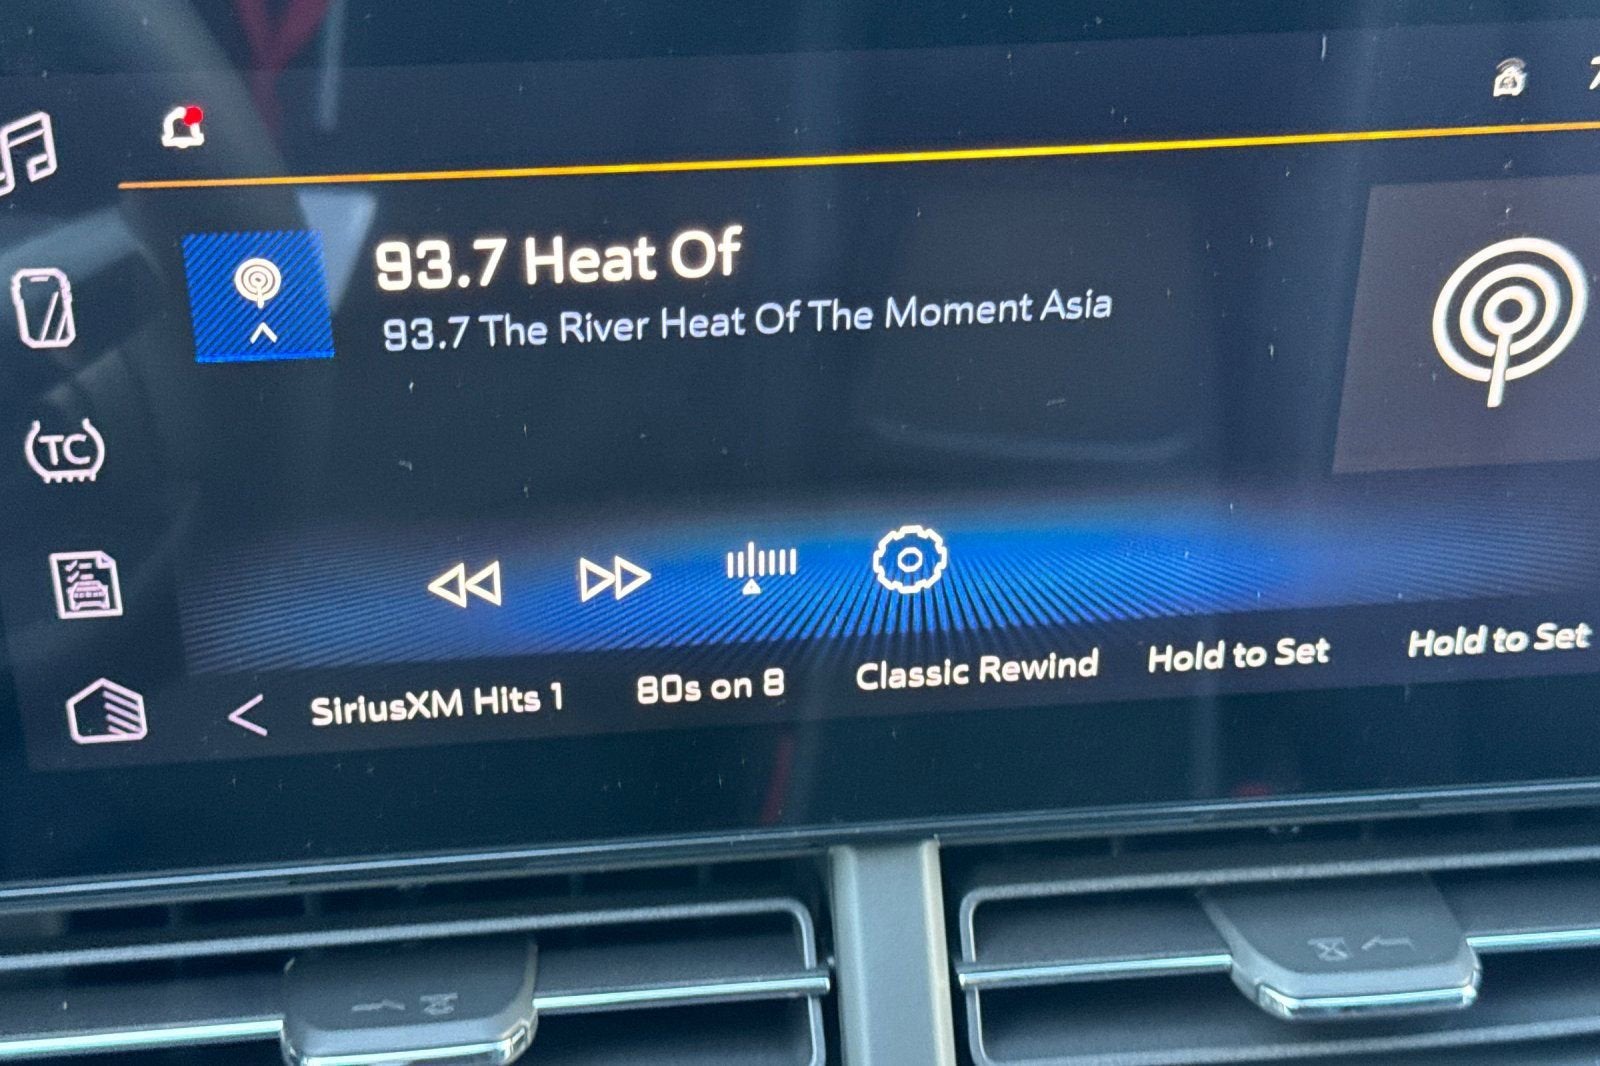 93.7 Heat Of
93.7 The River Heat Of The Moment Asia
TC
SiriusXM Hits 1
80s on 8
Classic Rewind
Hold to Set
Hold to Set